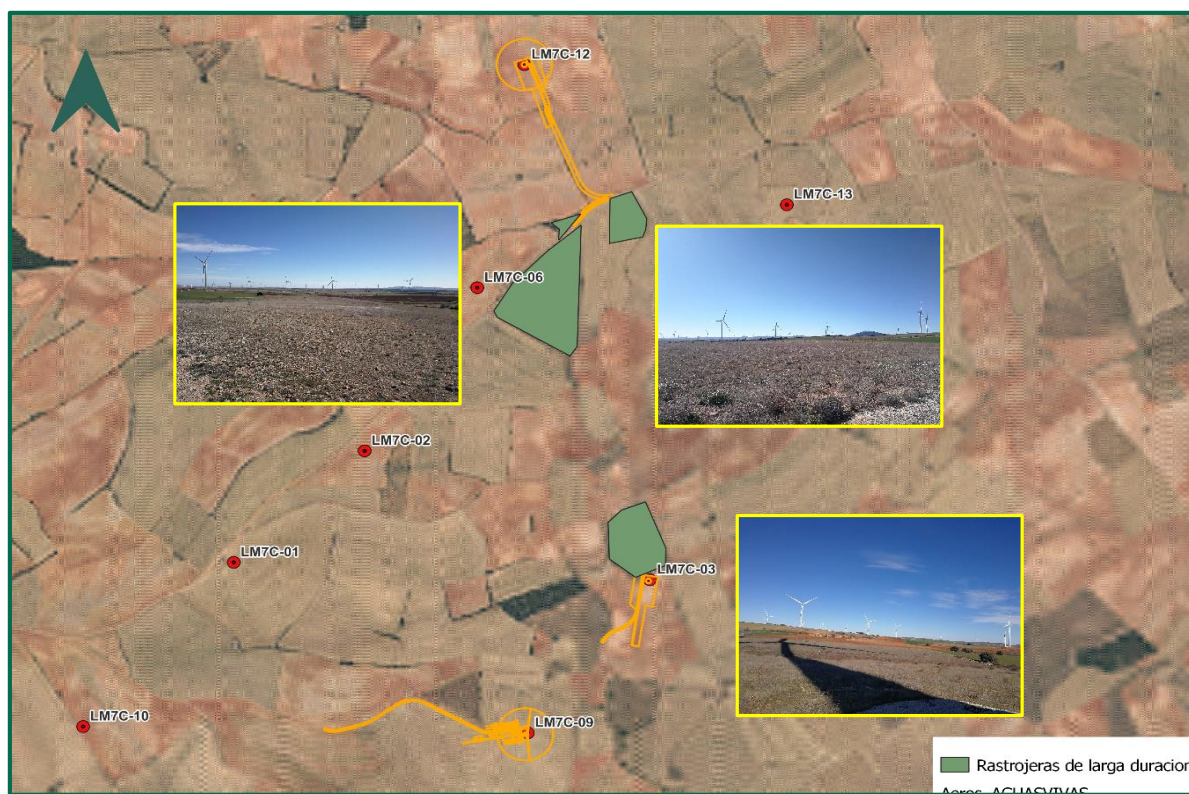 LM7C-12
LM7C-13
LM7C-06
LM7C-02
LM7C-01
LM7C-03
LM7C-10
LM7C-09
Rastrojeras de larga duracion
Aeros_AGUASVIVAS